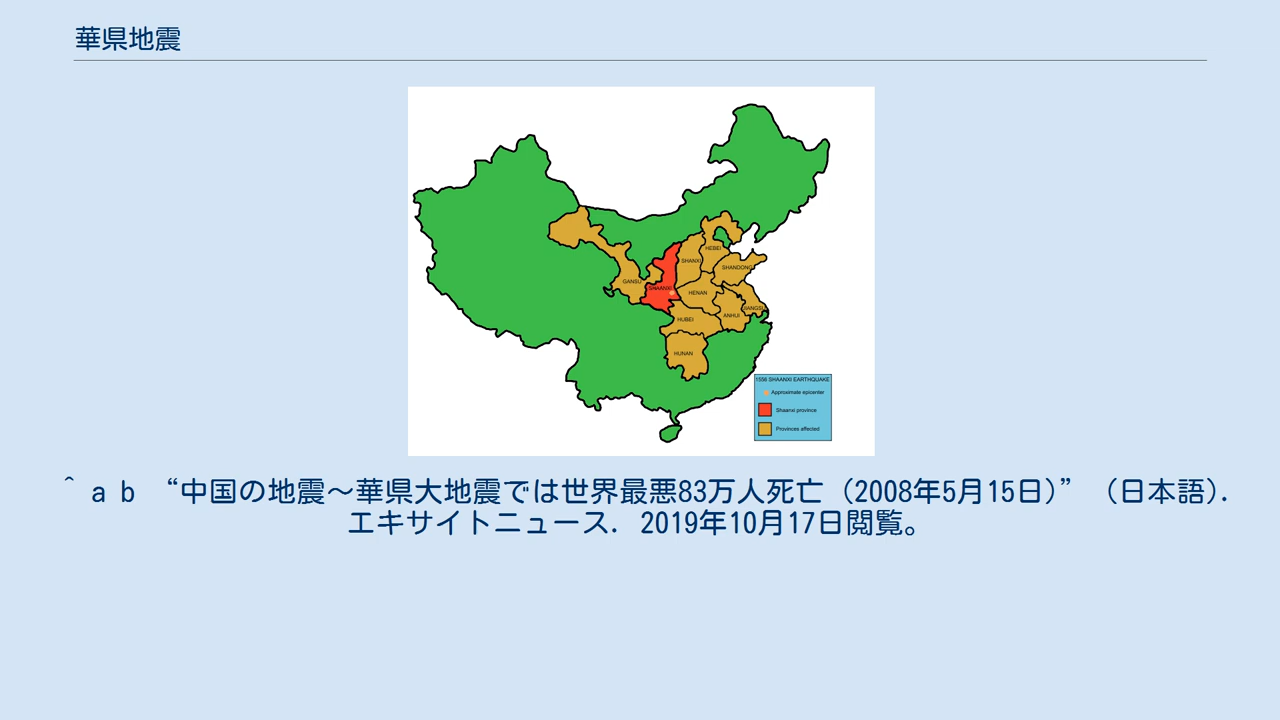 華県地震
HEBEI
SHANXI
SHANDONG
GANSU
SHAANXI
HENAN
JIANGSU
ANHUI
HUBEI
HUNAN
1556 SHAANXI EARTHQUAKE
Approximate epicenter
Shaanxi province
Provinces affected
^ a b “中国の地震～華県大地震では世界最悪83万人死亡（2008年5月15日）” （日本語）.
エキサイトニュース. 2019年10月17日閲覧。